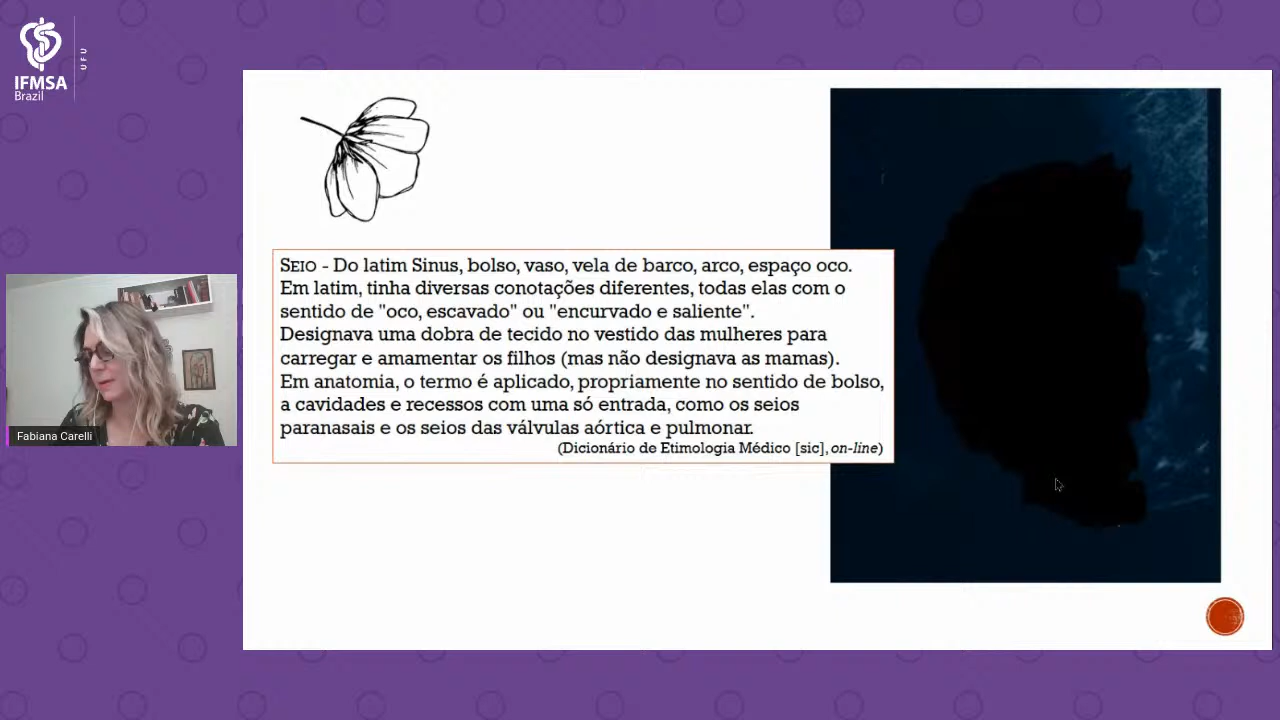 IFMSA
Brazil
UFU
SEIO - Do latim Sinus, bolso, vaso, vela de barco, arco, espaço oco.
Em latim, tinha diversas conotações diferentes, todas elas com o
sentido de "oco, escavado" ou "encurvado e saliente".
Designava uma dobra de tecido no vestido das mulheres para
carregar e amamentar os filhos (mas não designava as mamas).
Em anatomia, o termo é aplicado, propriamente no sentido de bolso,
a cavidades e recessos com uma só entrada, como os seios
paranasais e os seios das válvulas aórtica e pulmonar.
(Dicionário de Etimologia Médico [sic], on-line)
Fabiana Carelli